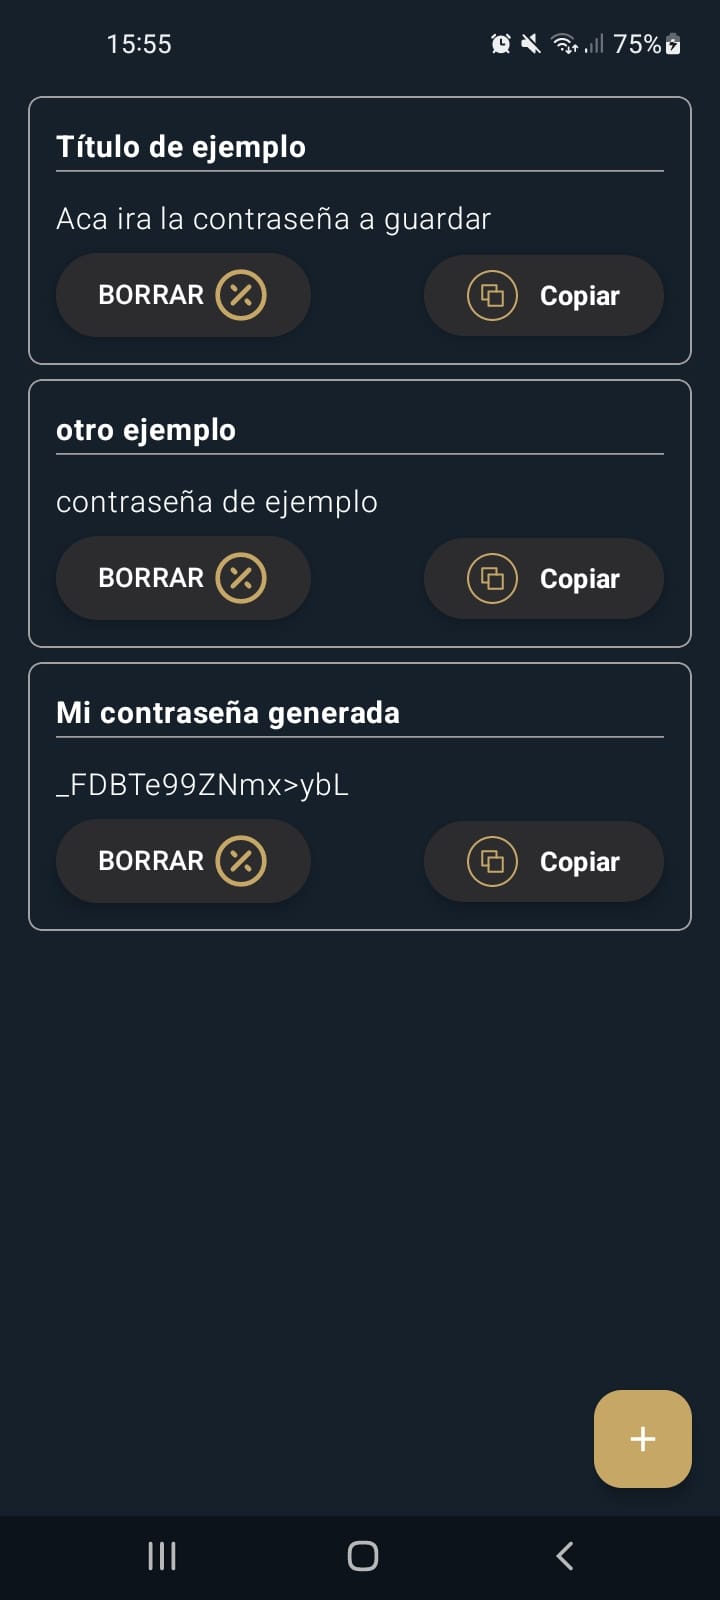 15:55
75%
Título de ejemplo
Aca ira la contraseña a guardar
BORRAR
Copiar
otro ejemplo
contraseña de ejemplo
BORRAR
Copiar
Mi contraseña generada
_FDBTe99ZNmx>ybL
BORRAR
Copiar
+